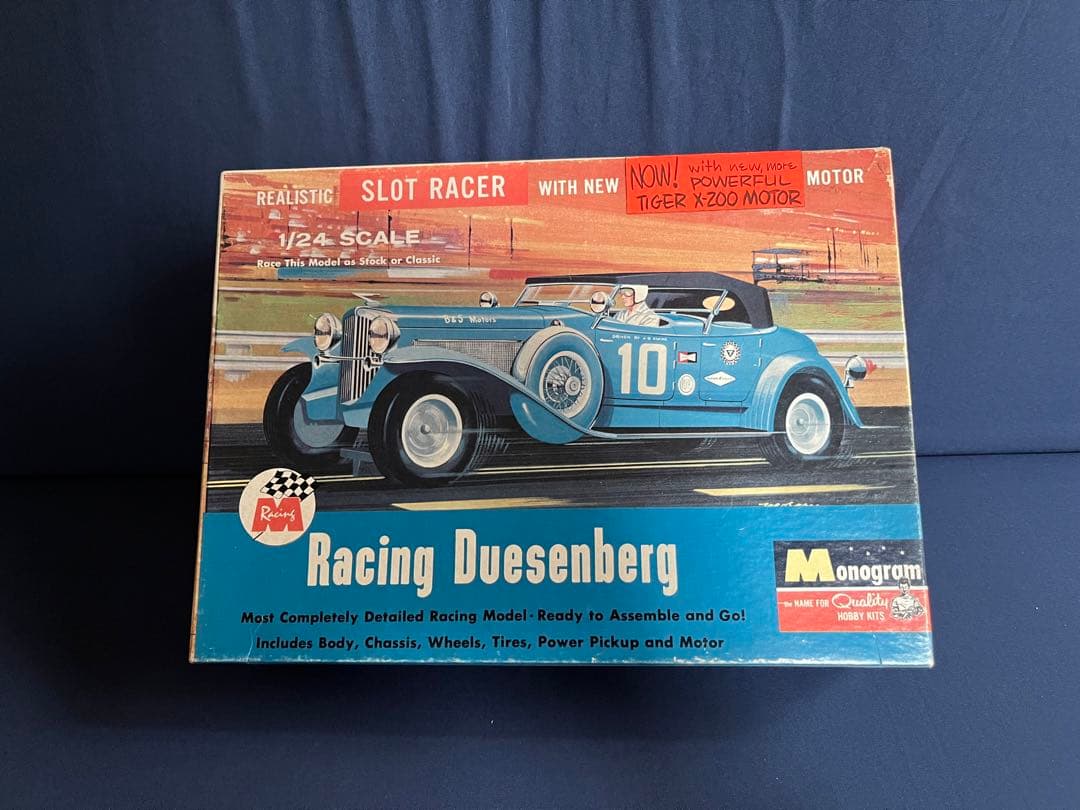 REALISTIC SLOT RACER WITH NEW MOTOR
NOW! with new, more
POWERFUL
TIGER X-200 MOTOR
1/24 SCALE
Race This Model as Stock or Classic
B&S Motors
10
M
Racing
Racing Duesenberg
Most Completely Detailed Racing Model - Ready to Assemble and Go!
Includes Body, Chassis, Wheels, Tires, Power Pickup and Motor
Monogram
the NAME FOR Quality
HOBBY KITS